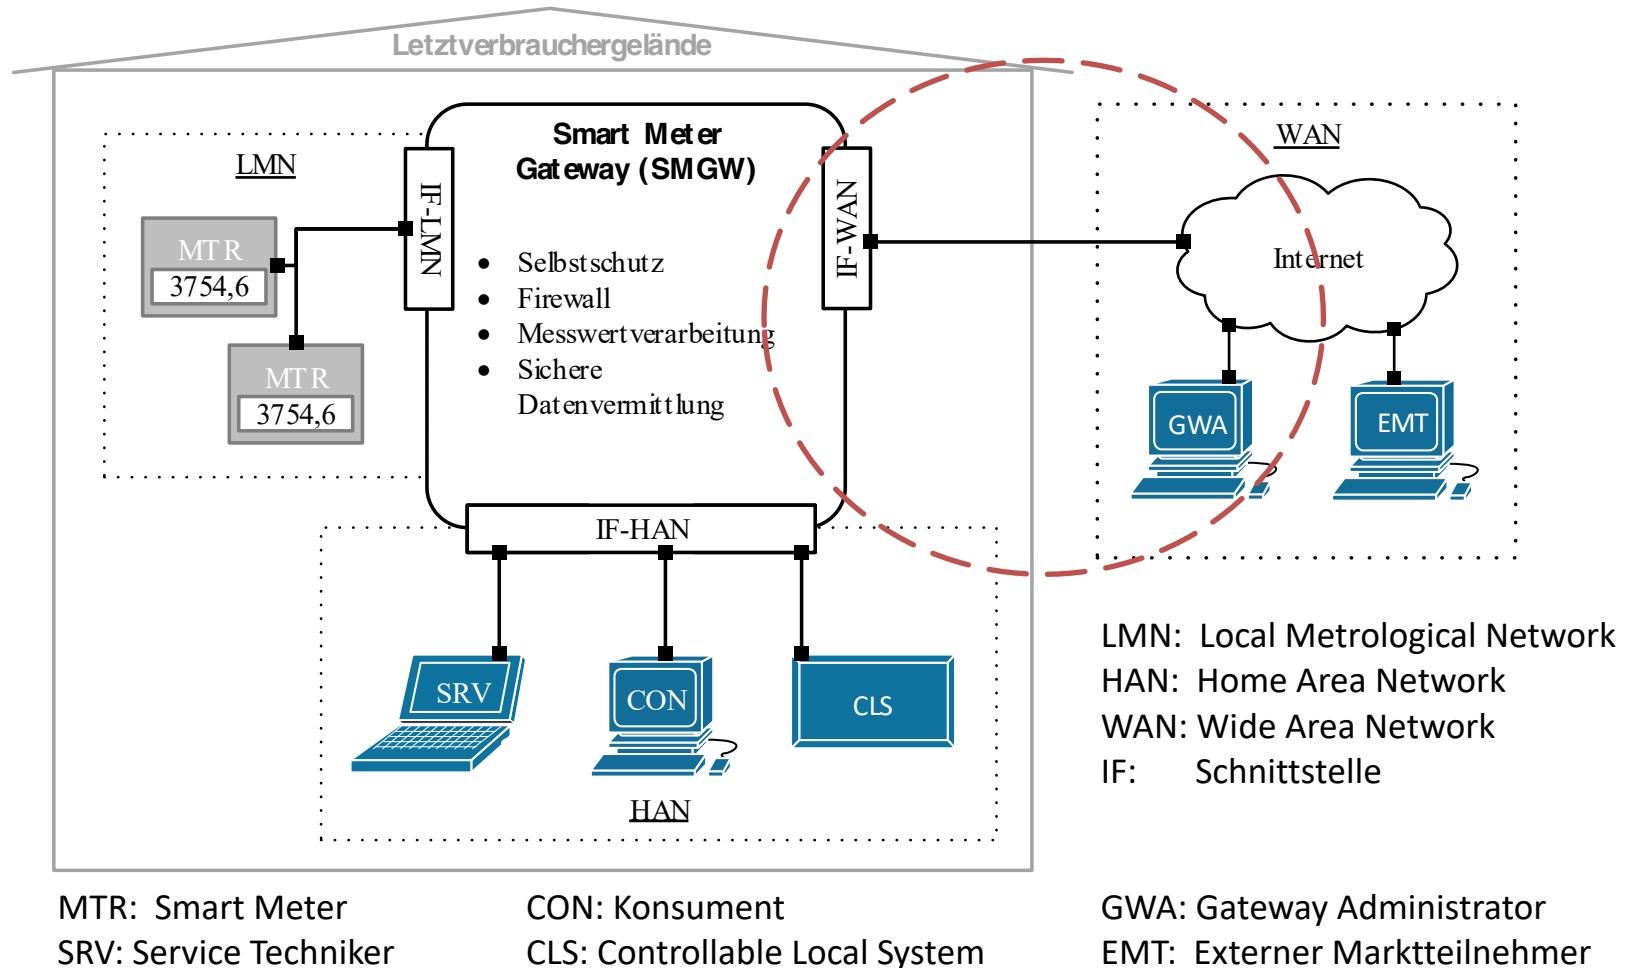 Letztverbrauchergelände
Smart Meter
Gateway (SMGW)
WAN
LMN
IF-LMN
IF-WAN
MTR
3754,6
MTR
3754,6
• Selbstschutz
• Firewall
• Messwertverarbeitung
• Sichere
Datenvermittlung
Internet
GWA
EMT
IF-HAN
SRV
CON
CLS
HAN
LMN: Local Metrological Network
HAN: Home Area Network
WAN: Wide Area Network
IF: Schnittstelle
MTR: Smart Meter
SRV: Service Techniker
CON: Konsument
CLS: Controllable Local System
GWA: Gateway Administrator
EMT: Externer Marktteilnehmer